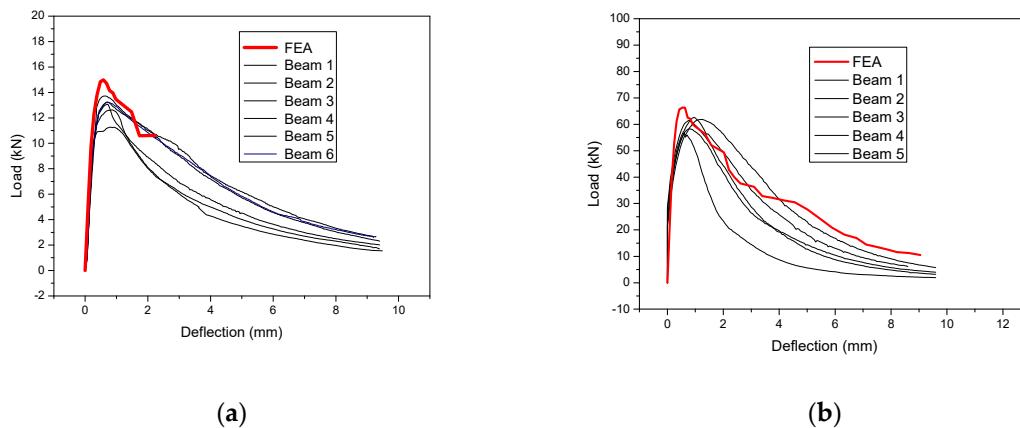 20
18
16
14
12
10
8
6
4
2
0
-2
Load (kN)
0 2 4 6 8 10
Deflection (mm)
FEA
Beam 1
Beam 2
Beam 3
Beam 4
Beam 5
Beam 6
(a)
100
90
80
70
60
50
40
30
20
10
0
-10
Load (kN)
0 2 4 6 8 10 12
Deflection (mm)
FEA
Beam 1
Beam 2
Beam 3
Beam 4
Beam 5
(b)